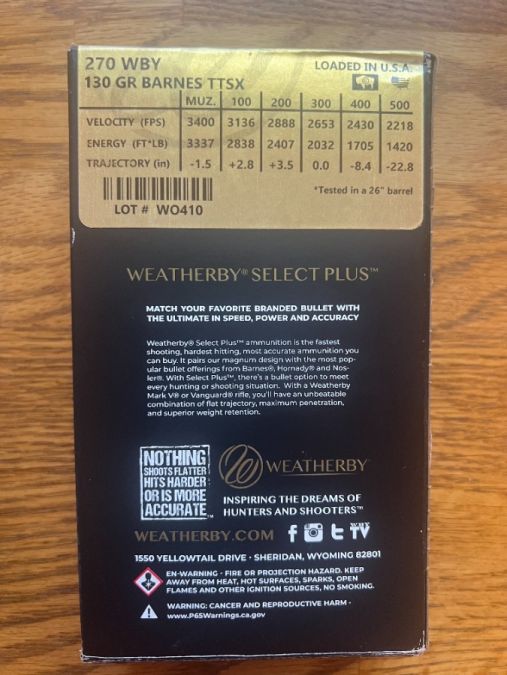 270 WBY LOADED IN U.S.A.
130 GR BARNES TTSX
MUZ. 100 200 300 400 500
VELOCITY (FPS) 3400 3136 2888 2653 2430 2218
ENERGY (FT*LB) 3337 2838 2407 2032 1705 1420
TRAJECTORY (in) -1.5 +2.8 +3.5 0.0 -8.4 -22.8
*Tested in a 26" barrel
LOT # WO410
WEATHERBY® SELECT PLUS™
MATCH YOUR FAVORITE BRANDED BULLET WITH
THE ULTIMATE IN SPEED, POWER AND ACCURACY
Weatherby® Select Plus™ ammunition is the fastest
shooting, hardest hitting, most accurate ammunition you
can buy. It pairs our magnum design with the most pop-
ular bullet offerings from Barnes®, Hornady® and Nos-
ler®. With Select Plus™, there's a bullet option to meet
every hunting or shooting situation. With a Weatherby
Mark V® or Vanguard® rifle, you'll have an unbeatable
combination of flat trajectory, maximum penetration,
and superior weight retention.
NOTHING
SHOOTS FLATTER
HITS HARDER
OR IS MORE
ACCURATE™
WEATHERBY®
INSPIRING THE DREAMS OF
HUNTERS AND SHOOTERS™
WEATHERBY.COM f t WBY TV
1550 YELLOWTAIL DRIVE • SHERIDAN, WYOMING 82801
EN-WARNING - FIRE OR PROJECTION HAZARD. KEEP
AWAY FROM HEAT, HOT SURFACES, SPARKS, OPEN
FLAMES AND OTHER IGNITION SOURCES, NO SMOKING.
WARNING: CANCER AND REPRODUCTIVE HARM -
www.P65Warnings.ca.gov